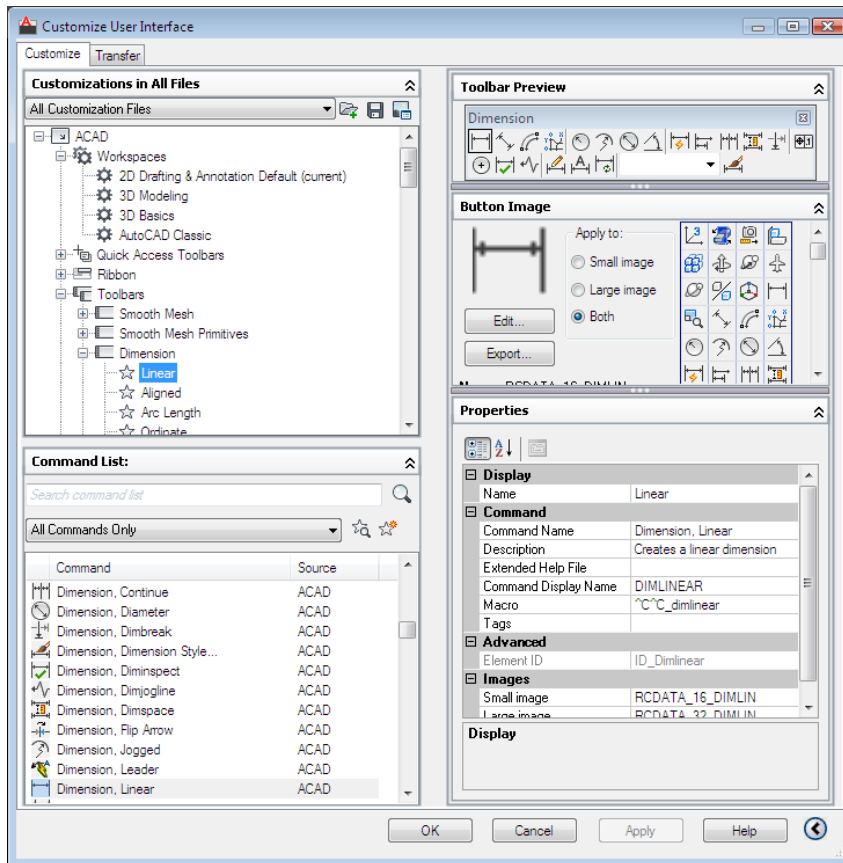 Customize User Interface
Customize Transfer
Customizations in All Files
All Customization Files
ACAD
Workspaces
2D Drafting & Annotation Default (current)
3D Modeling
3D Basics
AutoCAD Classic
Quick Access Toolbars
Ribbon
Toolbars
Smooth Mesh
Smooth Mesh Primitives
Dimension
Linear
Aligned
Arc Length
Ordinate
Command List:
Search command list
All Commands Only
Command Source
Dimension, Continue ACAD
Dimension, Diameter ACAD
Dimension, Dimbreak ACAD
Dimension, Dimension Style... ACAD
Dimension, Diminspect ACAD
Dimension, Dimjogline ACAD
Dimension, Dimspace ACAD
Dimension, Flip Arrow ACAD
Dimension, Jogged ACAD
Dimension, Leader ACAD
Dimension, Linear ACAD
Toolbar Preview
Dimension
Button Image
Apply to:
Small image
Large image
Both
Edit...
Export...
Name: RCDATA_16_DIMLIN
Properties
Display
Name Linear
Command
Command Name Dimension, Linear
Description Creates a linear dimension
Extended Help File
Command Display Name DIMLINEAR
Macro ^C^C_dimlinear
Tags
Advanced
Element ID ID_Dimlinear
Images
Small image RCDATA_16_DIMLIN
Large image RCDATA_32_DIMLIN
Display
OK Cancel Apply Help